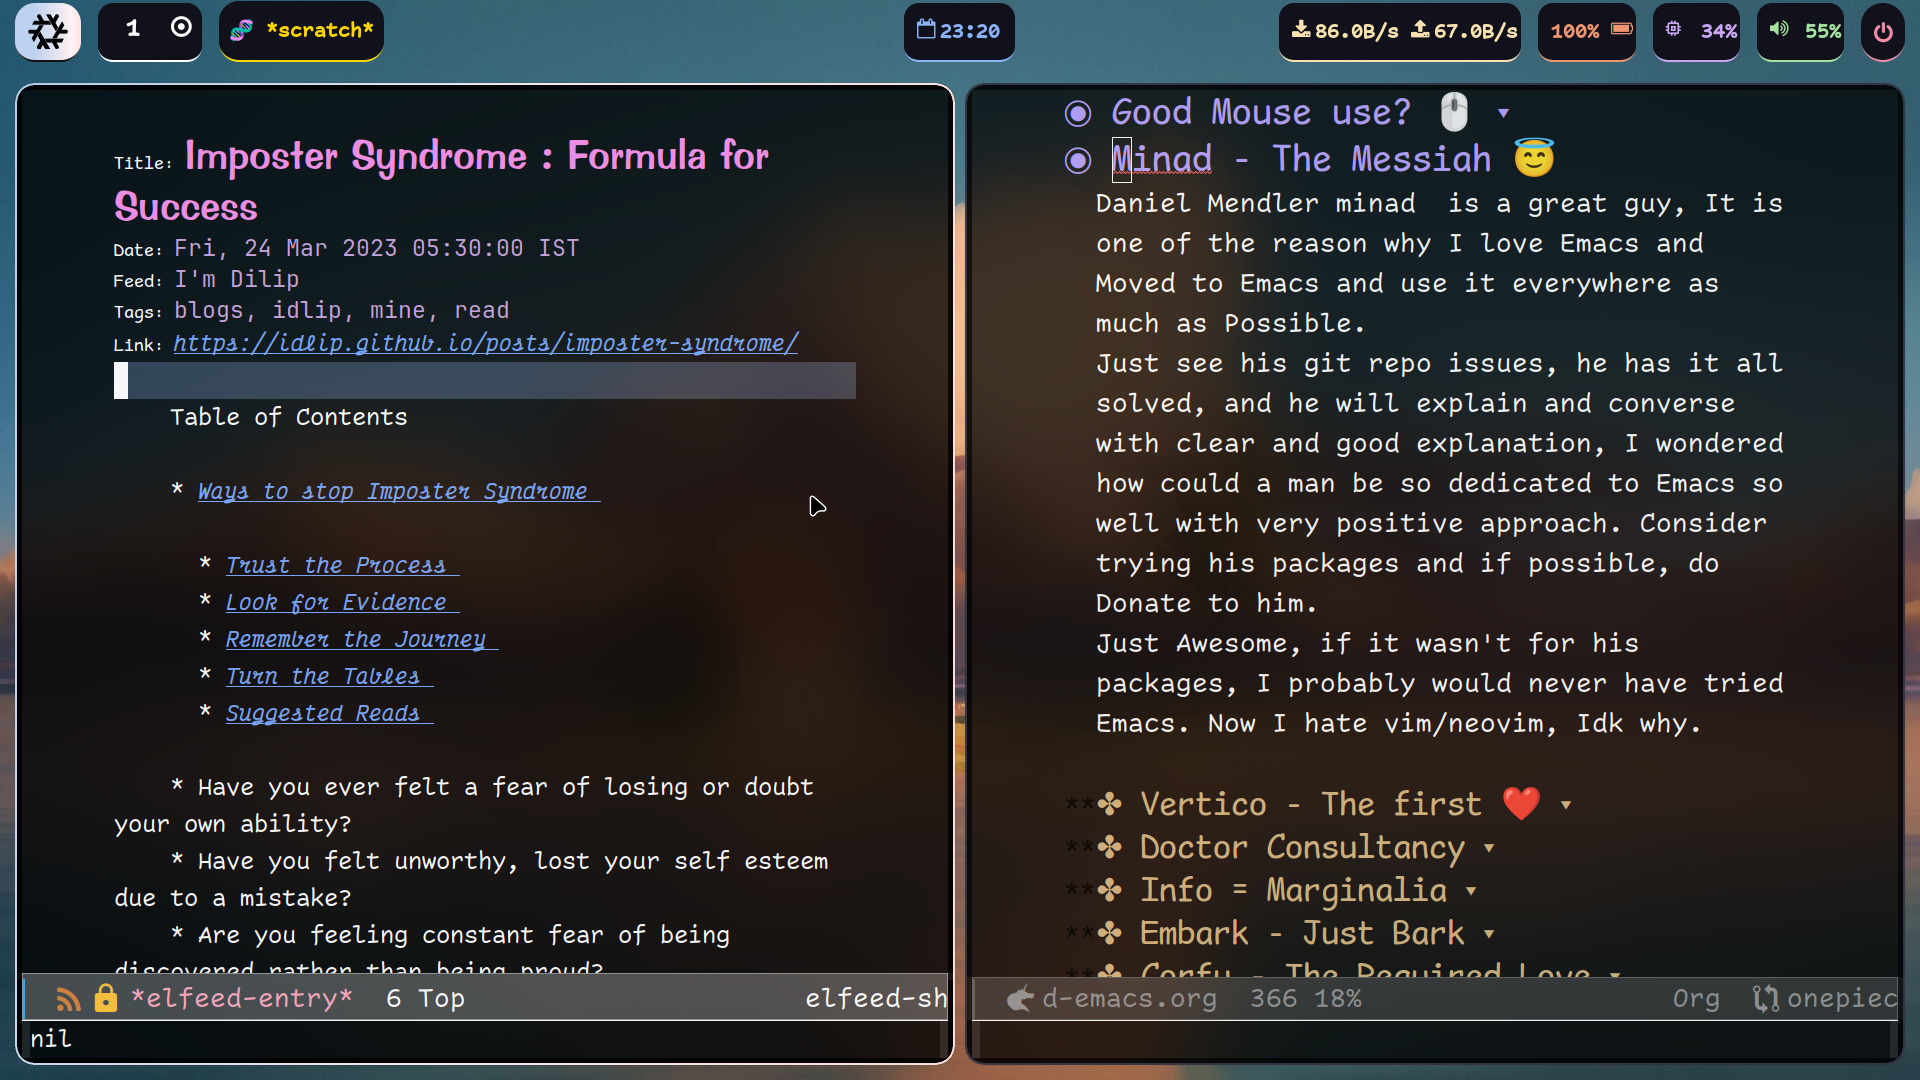 1
*scratch*
23:20
86.0B/s 67.0B/s
100%
34%
55%
Title: Imposter Syndrome : Formula for
Success
Date: Fri, 24 Mar 2023 05:30:00 IST
Feed: I'm Dilip
Tags: blogs, idlip, mine, read
Link: https://idlip.github.io/posts/imposter-syndrome/
Table of Contents
* Ways to stop Imposter Syndrome
* Trust the Process
* Look for Evidence
* Remember the Journey
* Turn the Tables
* Suggested Reads
* Have you ever felt a fear of losing or doubt
your own ability?
* Have you felt unworthy, lost your self esteem
due to a mistake?
* Are you feeling constant fear of being
discovered rather than being proud?
*elfeed-entry* 6 Top elfeed-sh
nil
Good Mouse use? 🖱️ ▾
Minad - The Messiah 😇
Daniel Mendler minad  is a great guy, It is
one of the reason why I love Emacs and
Moved to Emacs and use it everywhere as
much as Possible.
Just see his git repo issues, he has it all
solved, and he will explain and converse
with clear and good explanation, I wondered
how could a man be so dedicated to Emacs so
well with very positive approach. Consider
trying his packages and if possible, do
Donate to him.
Just Awesome, if it wasn't for his
packages, I probably would never have tried
Emacs. Now I hate vim/neovim, Idk why.
**✤ Vertico - The first ❤️ ▾
**✤ Doctor Consultancy ▾
**✤ Info = Marginalia ▾
**✤ Embark - Just Bark ▾
**✤ Corfu - The Required Love ▾
d-emacs.org 366 18% Org onepiec